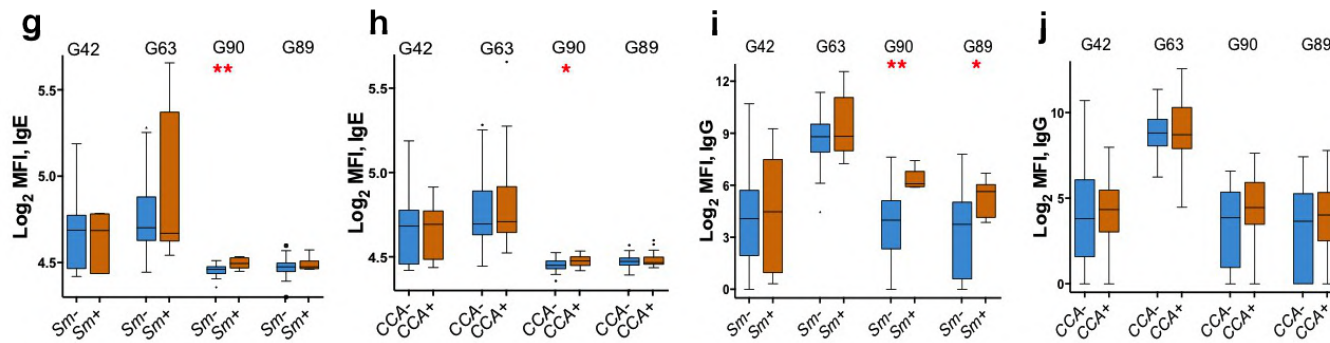 g
G42 G63 G90 G89
**
Log2 MFI, IgE
5.5
5.0
4.5
Sm- Sm+ Sm- Sm+ Sm- Sm+ Sm- Sm+
h
G42 G63 G90 G89
*
Log2 MFI, IgE
5.5
5.0
4.5
CCA- CCA+ CCA- CCA+ CCA- CCA+ CCA- CCA+
i
G42 G63 G90 G89
** *
Log2 MFI, IgG
12
9
6
3
0
Sm- Sm+ Sm- Sm+ Sm- Sm+ Sm- Sm+
j
G42 G63 G90 G89
Log2 MFI, IgG
10
5
0
CCA- CCA+ CCA- CCA+ CCA- CCA+ CCA- CCA+